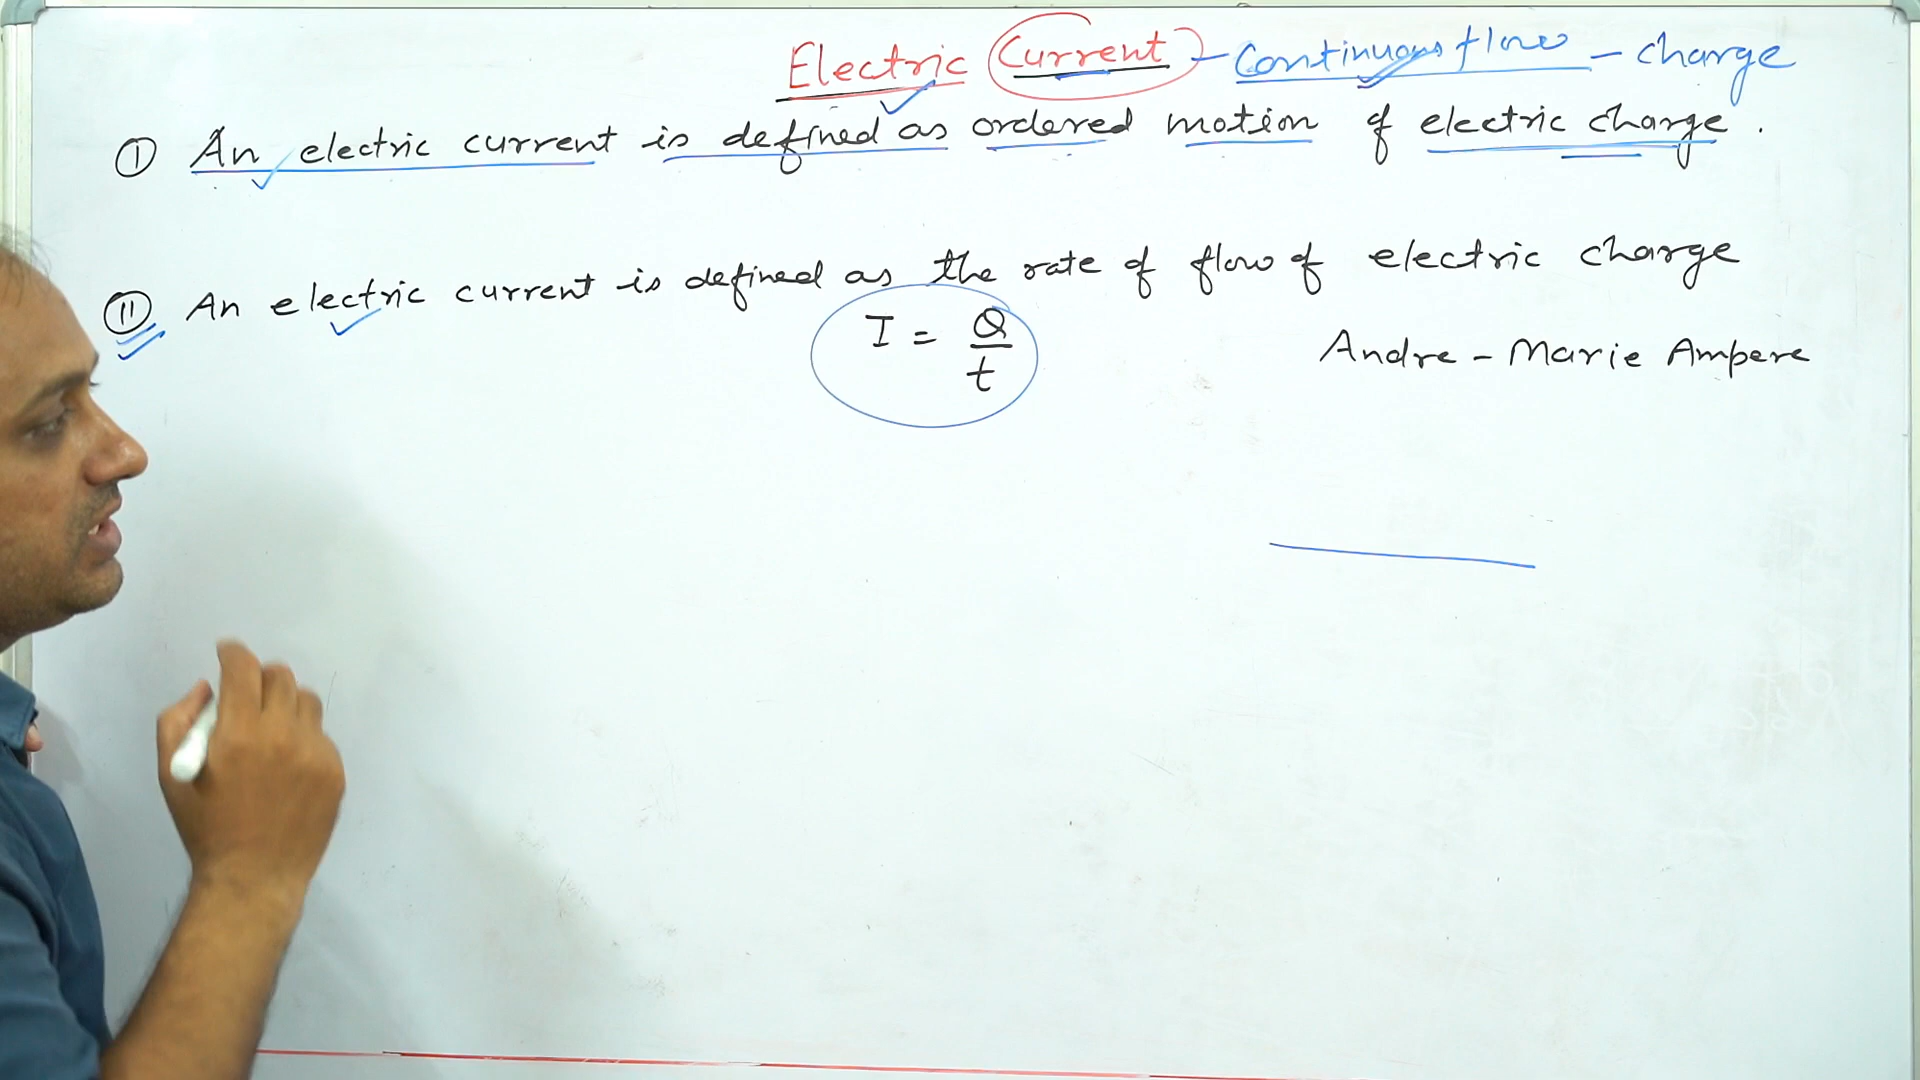 Electric Current - Continuous flow - charge
① An electric current is defined as ordered motion of electric charge.
② An electric current is defined as the rate of flow of electric charge
I = Q/t
Andre - Marie Ampere